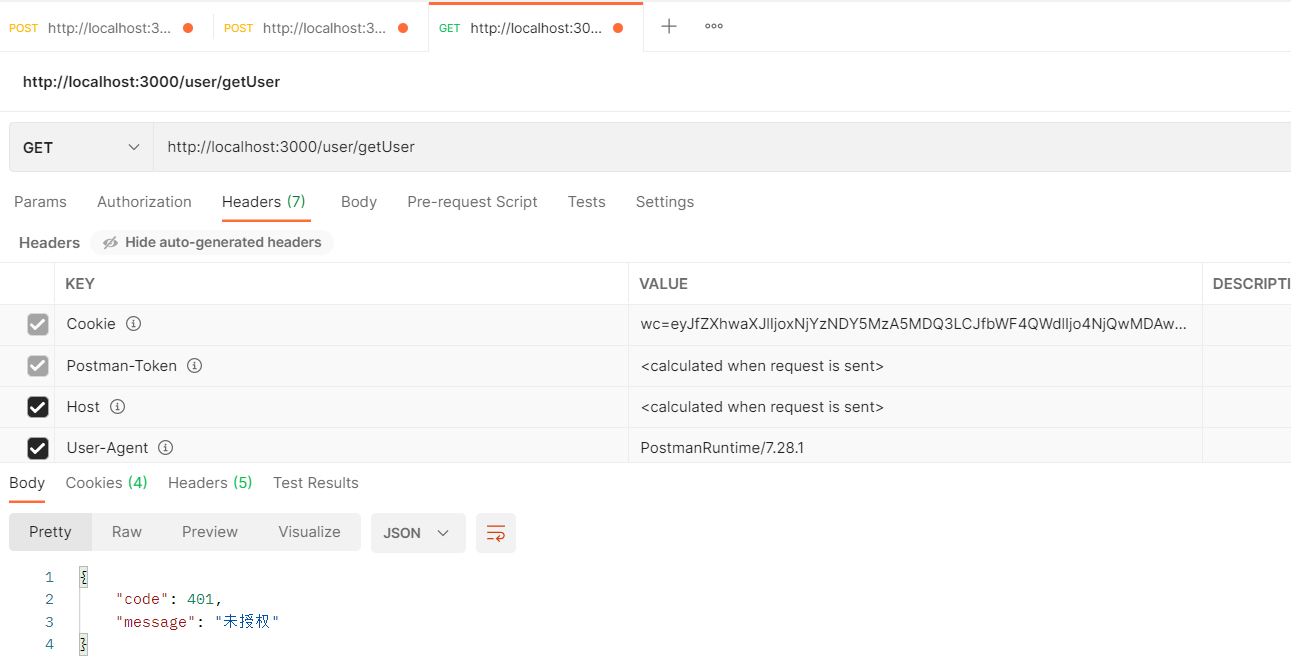 POST http://localhost:3... POST http://localhost:3... GET http://localhost:30...
http://localhost:3000/user/getUser
GET http://localhost:3000/user/getUser
Params Authorization Headers (7) Body Pre-request Script Tests Settings
Headers Hide auto-generated headers
KEY VALUE DESCRIPTI
Cookie wc=eyJfZXhwaXJlIjoxNjYzNDY5MzA5MDQ3LCJfbWF4QWdlIjo4NjQwMDAw...
Postman-Token <calculated when request is sent>
Host <calculated when request is sent>
User-Agent PostmanRuntime/7.28.1
Body Cookies (4) Headers (5) Test Results
Pretty Raw Preview Visualize JSON
1 {
2 "code": 401,
3 "message": "未授权"
4 }